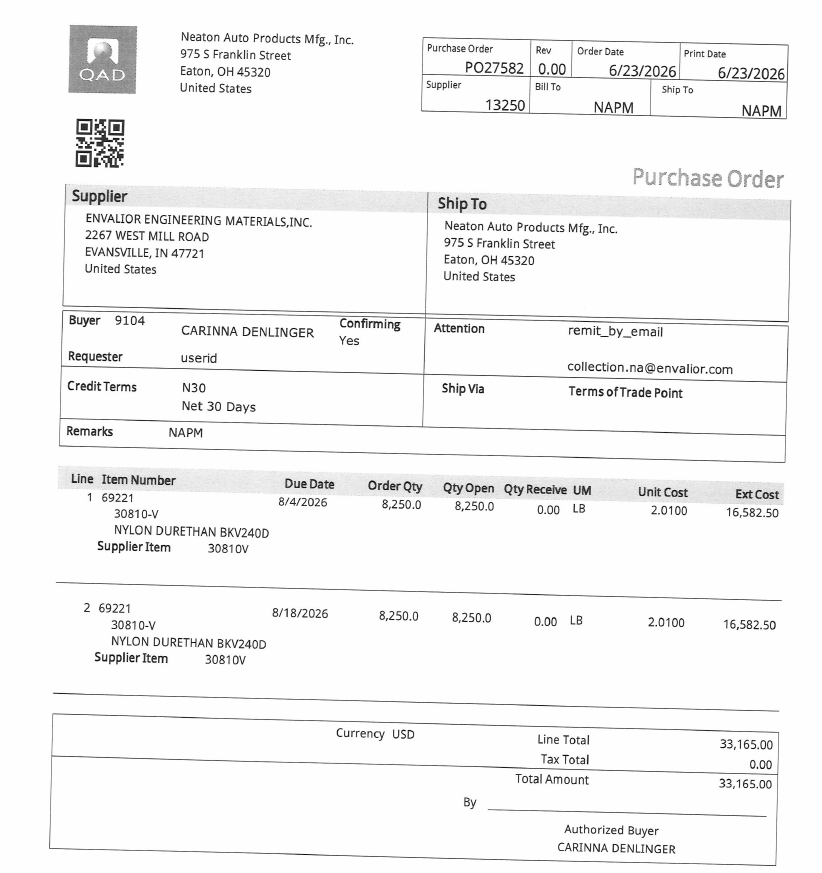 QAD
Neaton Auto Products Mfg., Inc.
975 S Franklin Street
Eaton, OH 45320
United States
Purchase Order Rev Order Date Print Date
PO27582 0.00 6/23/2026 6/23/2026
Supplier Bill To Ship To
13250 NAPM NAPM
Purchase Order
Supplier
ENVALIOR ENGINEERING MATERIALS,INC.
2267 WEST MILL ROAD
EVANSVILLE, IN 47721
United States
Ship To
Neaton Auto Products Mfg., Inc.
975 S Franklin Street
Eaton, OH 45320
United States
Buyer 9104 CARINNA DENLINGER Confirming
Yes
Requester userid
Attention remit_by_email
collection.na@envalior.com
Credit Terms N30
Net 30 Days
Ship Via Terms of Trade Point
Remarks NAPM
Line Item Number Due Date Order Qty Qty Open Qty Receive UM Unit Cost Ext Cost
1 69221 8/4/2026 8,250.0 8,250.0 0.00 LB 2.0100 16,582.50
30810-V
NYLON DURETHAN BKV240D
Supplier Item 30810V
2 69221 8/18/2026 8,250.0 8,250.0 0.00 LB 2.0100 16,582.50
30810-V
NYLON DURETHAN BKV240D
Supplier Item 30810V
Currency USD Line Total 33,165.00
Tax Total 0.00
Total Amount 33,165.00
By
Authorized Buyer
CARINNA DENLINGER